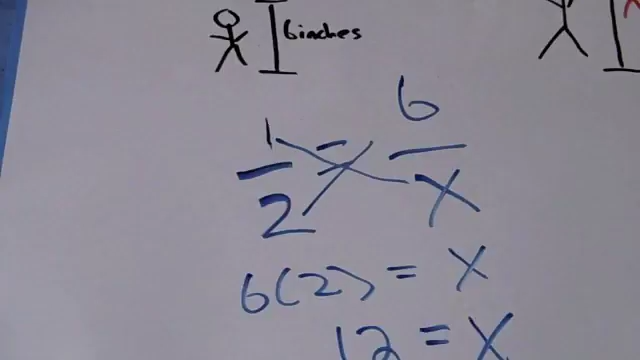 6 inches
1/2 = 6/x
6(2) = x
12 = x